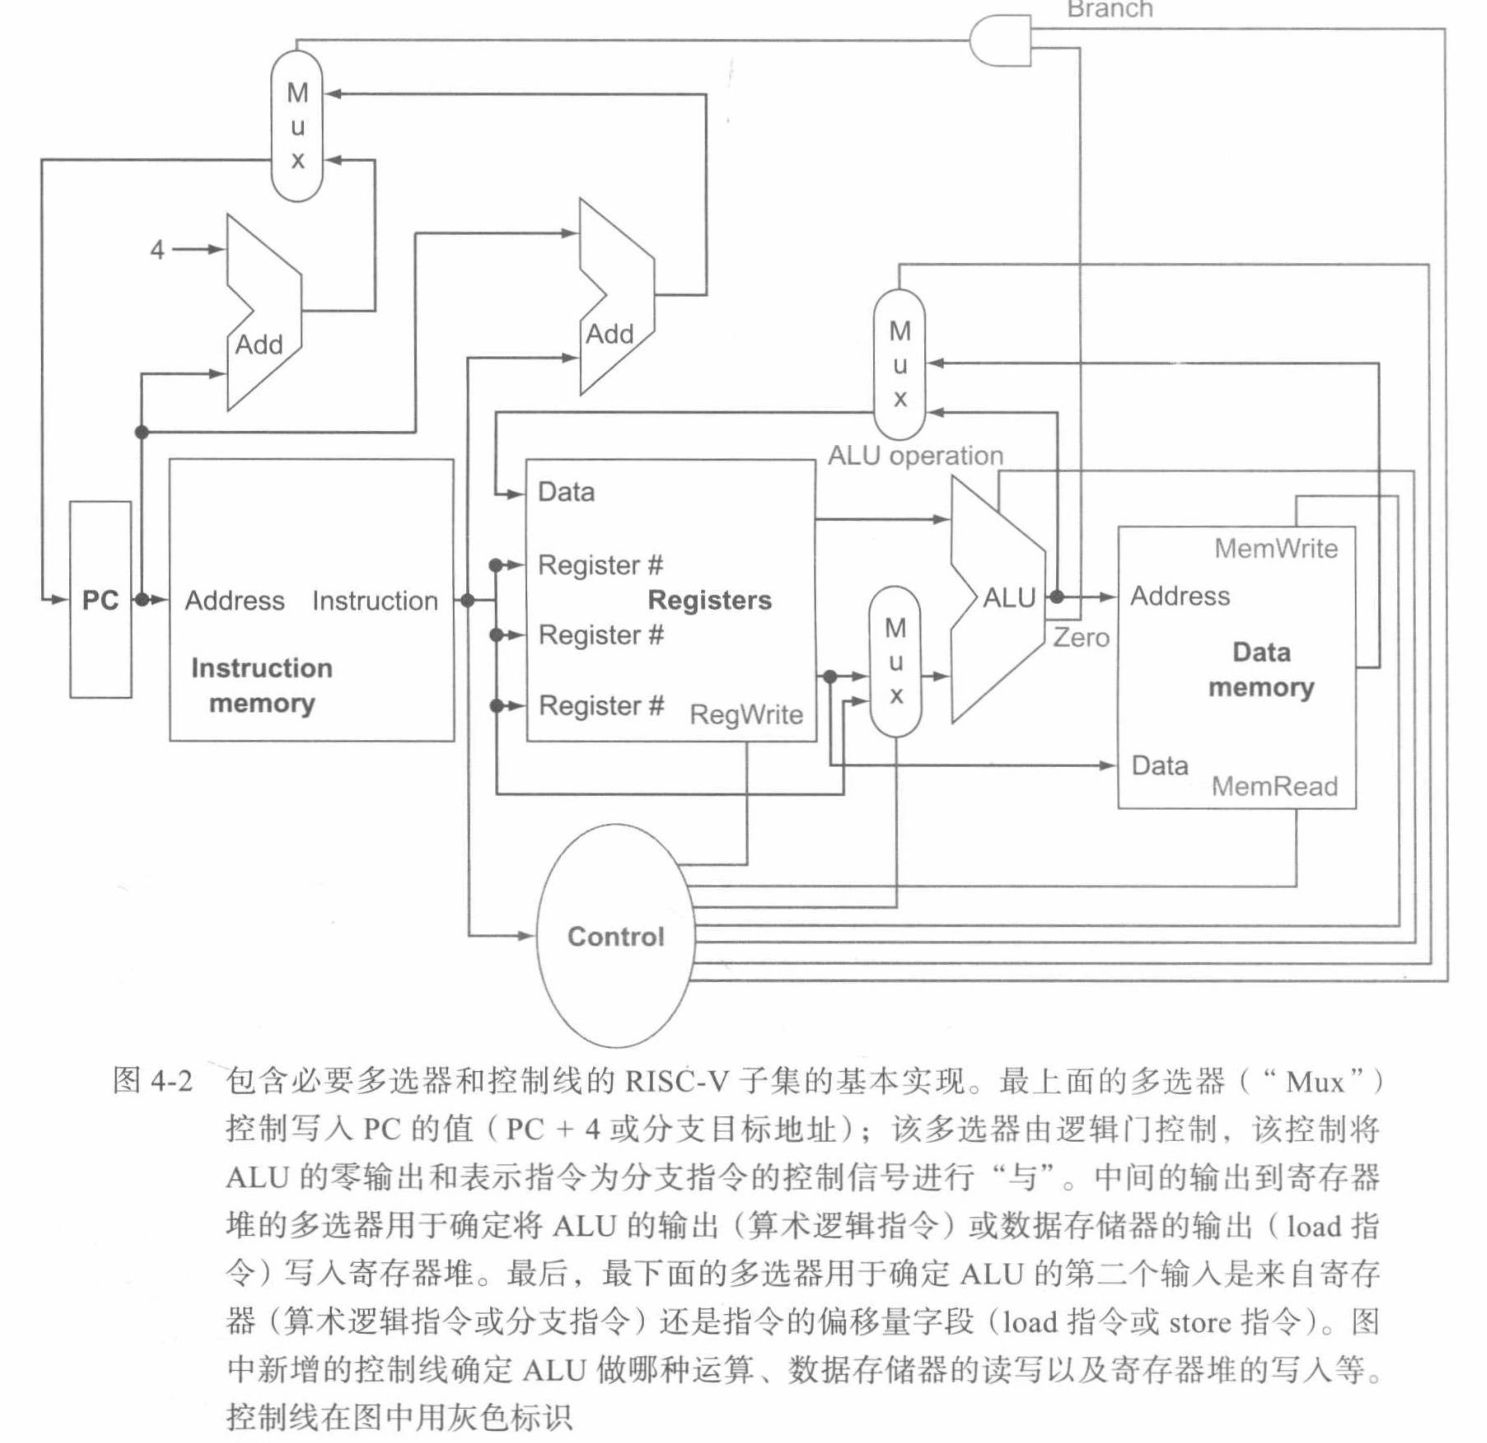 Branch
M
u
x
4
Add
Add
M
u
x
ALU operation
Data
MemWrite
Register #
PC
Address Instruction
Registers
ALU
Address
M
u
x
Register #
Zero
Data
memory
Instruction
memory
Register #
RegWrite
Data
MemRead
Control
图 4-2 包含必要多选器和控制线的 RISC-V 子集的基本实现。最上面的多选器（“Mux”）
控制写入 PC 的值（PC + 4 或分支目标地址）；该多选器由逻辑门控制，该控制将
ALU 的零输出和表示指令为分支指令的控制信号进行“与”。中间的输出到寄存器
堆的多选器用于确定将 ALU 的输出（算术逻辑指令）或数据存储器的输出（load 指
令）写入寄存器堆。最后，最下面的多选器用于确定 ALU 的第二个输入是来自寄存
器（算术逻辑指令或分支指令）还是指令的偏移量字段（load 指令或 store 指令）。图
中新增的控制线确定 ALU 做哪种运算、数据存储器的读写以及寄存器堆的写入等。
控制线在图中用灰色标识